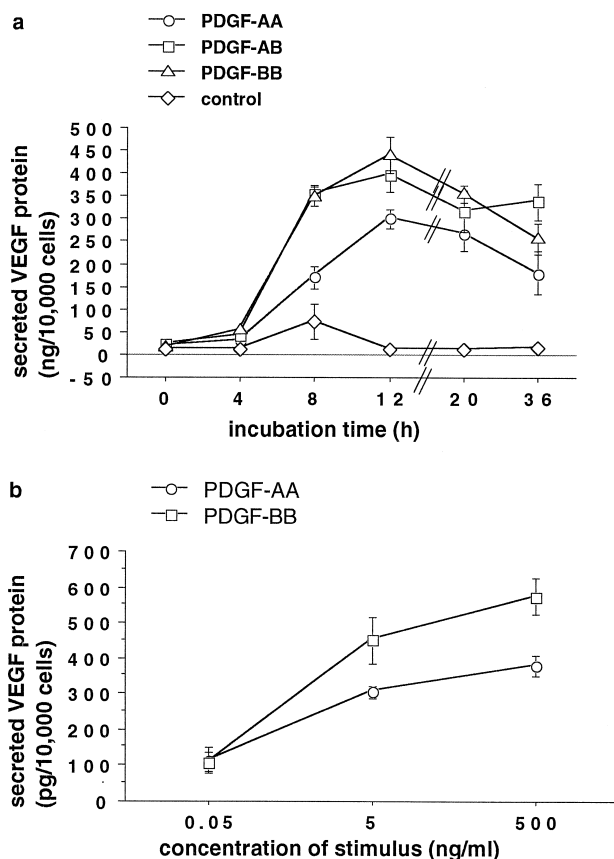 a
PDGF-AA
PDGF-AB
PDGF-BB
control
secreted VEGF protein
(ng/10,000 cells)
500
450
400
350
300
250
200
150
100
50
0
-50
0 4 8 12 20 36
incubation time (h)
b
PDGF-AA
PDGF-BB
secreted VEGF protein
(pg/10,000 cells)
700
600
500
400
300
200
100
0
0.05 5 500
concentration of stimulus (ng/ml)